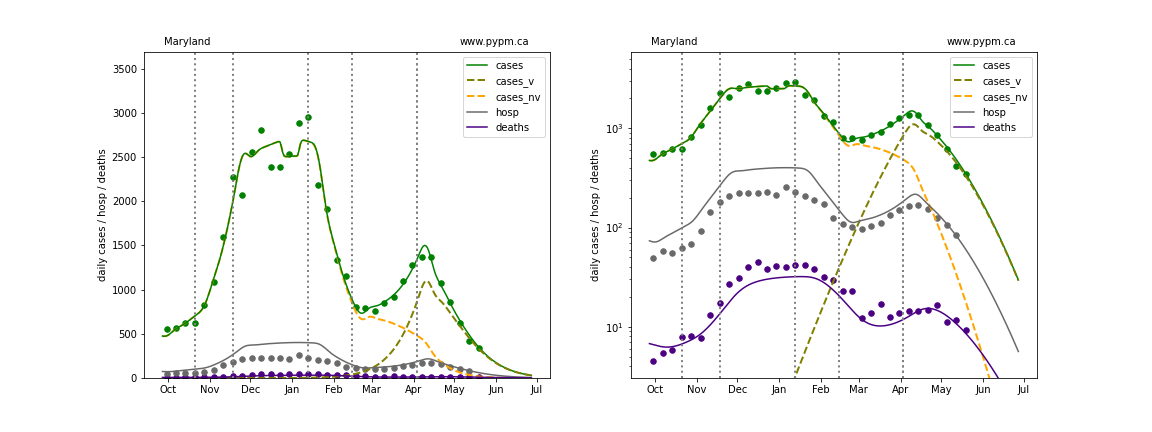 Maryland www.pypm.ca
cases
cases_v
cases_nv
hosp
deaths
daily cases / hosp / deaths
3500
3000
2500
2000
1500
1000
500
0
Oct Nov Dec Jan Feb Mar Apr May Jun Jul
Maryland www.pypm.ca
cases
cases_v
cases_nv
hosp
deaths
daily cases / hosp / deaths
10³
10²
10¹
Oct Nov Dec Jan Feb Mar Apr May Jun Jul